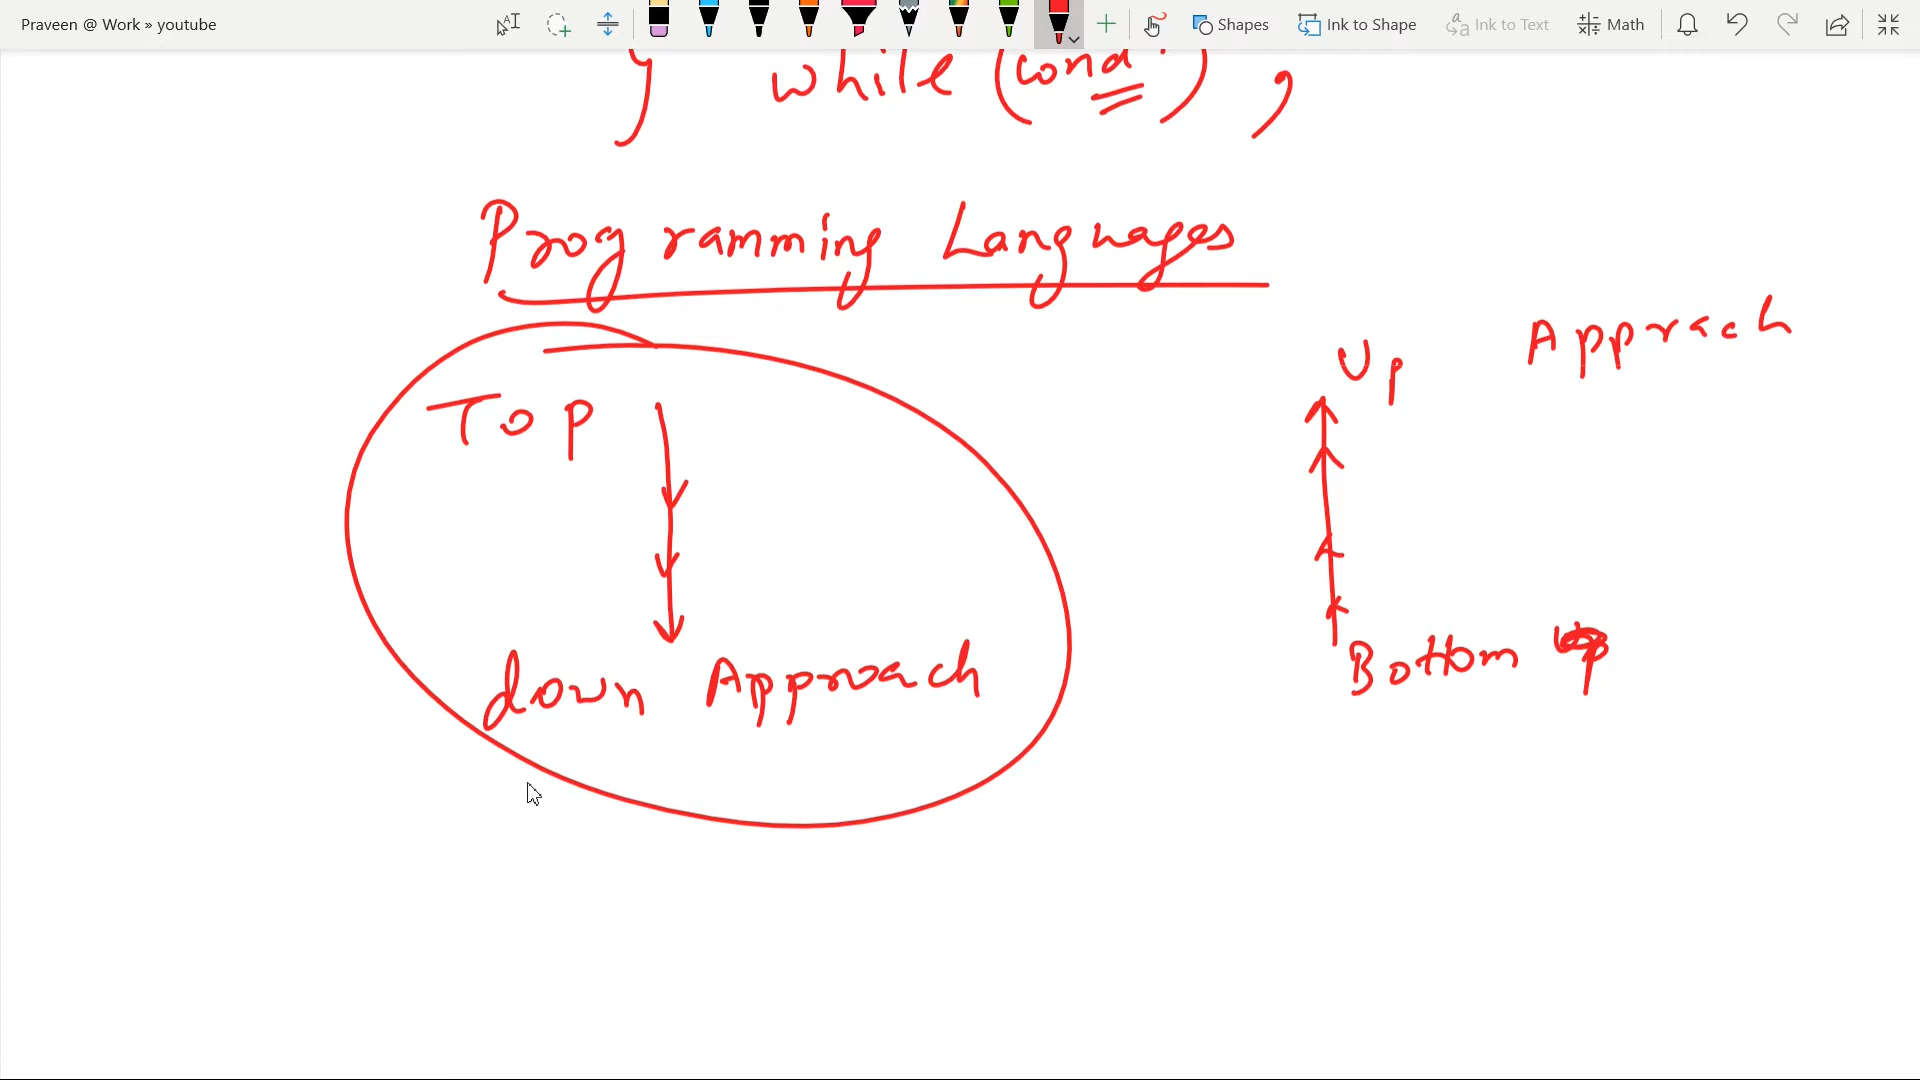 Praveen @ Work » youtube
Shapes
Ink to Shape
Ink to Text
Math
} while (cond");
Programming Languages
Up Apprach
Top
down Approach
Bottom